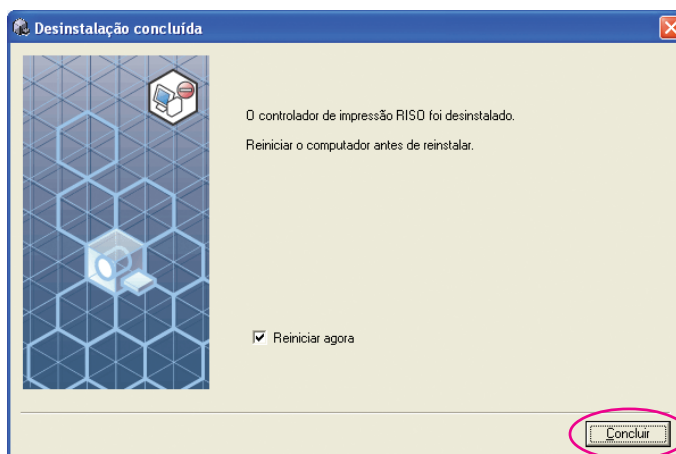 Desinstalação concluída
O controlador de impressão RISO foi desinstalado.
Reiniciar o computador antes de reinstalar.
Reiniciar agora
Concluir